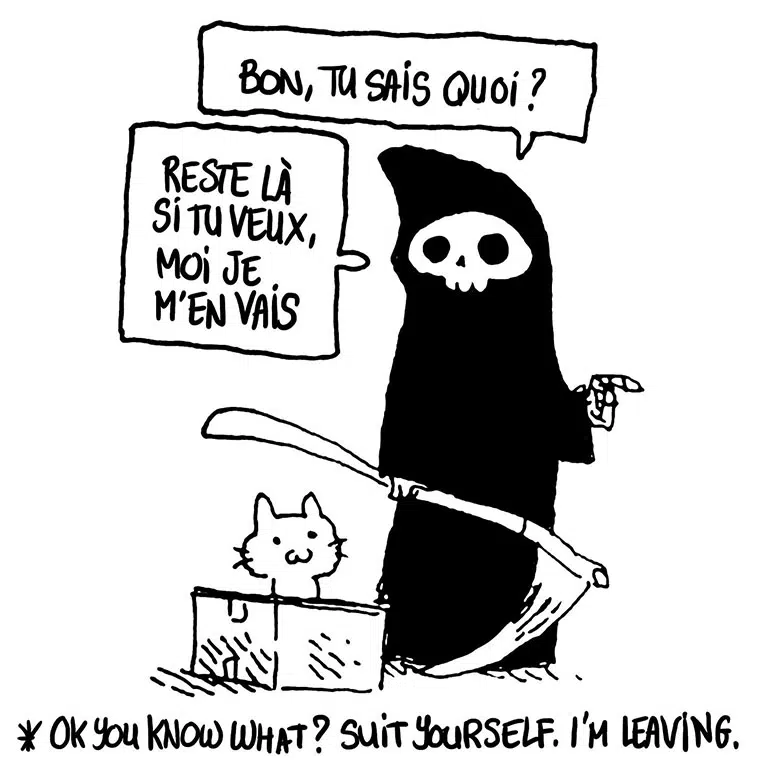 BON, TU SAIS QUOI ?
RESTE LÀ
SI TU VEUX,
MOI JE
M'EN VAIS
* OK YOU KNOW WHAT? SUIT YOURSELF. I'M LEAVING.